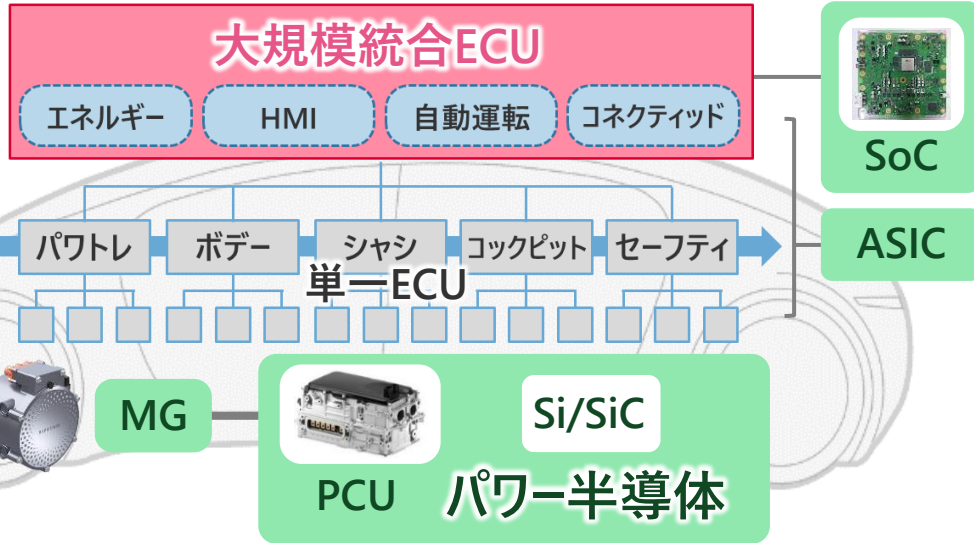 大規模統合ECU
エネルギー
HMI
自動運転
コネクティッド
SoC
パワトレ
ボデー
シャシ
コックピット
セーフティ
ASIC
単一ECU
MG
Si/SiC
PCU
パワー半導体